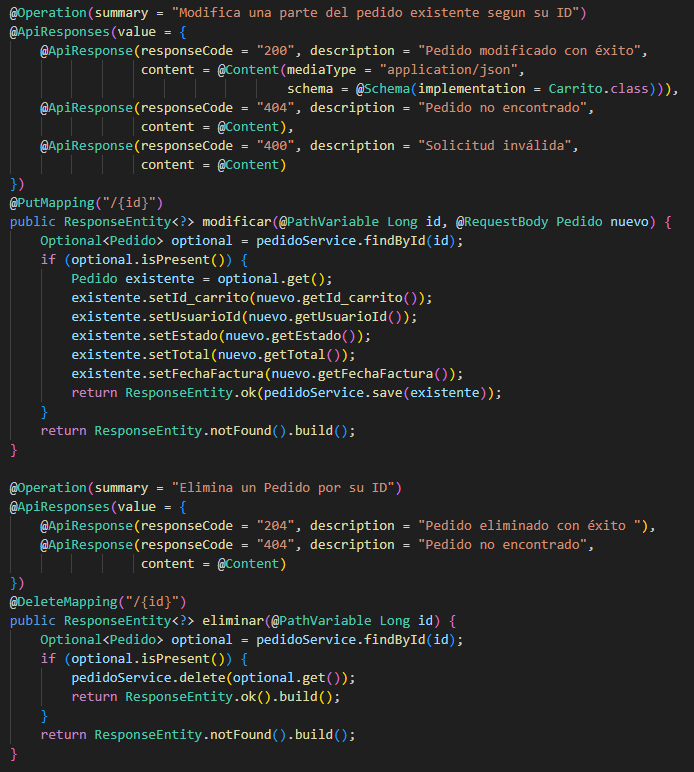 @Operation(summary = "Modifica una parte del pedido existente segun su ID")
@ApiResponses(value = {
    @ApiResponse(responseCode = "200", description = "Pedido modificado con éxito",
                 content = @Content(mediaType = "application/json",
                                    schema = @Schema(implementation = Carrito.class))),
    @ApiResponse(responseCode = "404", description = "Pedido no encontrado",
                 content = @Content),
    @ApiResponse(responseCode = "400", description = "Solicitud inválida",
                 content = @Content)
})
@PutMapping("/{id}")
public ResponseEntity<?> modificar(@PathVariable Long id, @RequestBody Pedido nuevo) {
    Optional<Pedido> optional = pedidoService.findById(id);
    if (optional.isPresent()) {
        Pedido existente = optional.get();
        existente.setId_carrito(nuevo.getId_carrito());
        existente.setUsuarioId(nuevo.getUsuarioId());
        existente.setEstado(nuevo.getEstado());
        existente.setTotal(nuevo.getTotal());
        existente.setFechaFactura(nuevo.getFechaFactura());
        return ResponseEntity.ok(pedidoService.save(existente));
    }
    return ResponseEntity.notFound().build();
}

@Operation(summary = "Elimina un Pedido por su ID")
@ApiResponses(value = {
    @ApiResponse(responseCode = "204", description = "Pedido eliminado con éxito "),
    @ApiResponse(responseCode = "404", description = "Pedido no encontrado",
                 content = @Content)
})
@DeleteMapping("/{id}")
public ResponseEntity<?> eliminar(@PathVariable Long id) {
    Optional<Pedido> optional = pedidoService.findById(id);
    if (optional.isPresent()) {
        pedidoService.delete(optional.get());
        return ResponseEntity.ok().build();
    }
    return ResponseEntity.notFound().build();
}